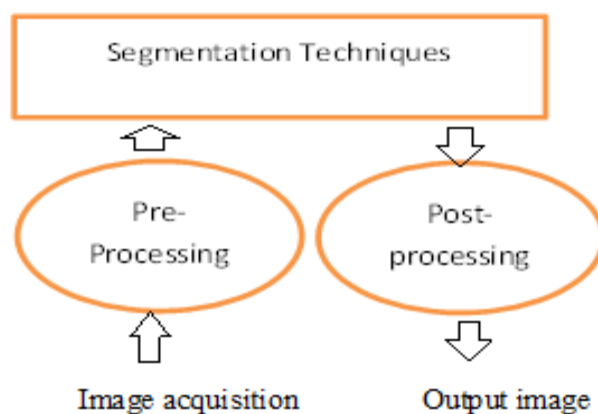 Segmentation Techniques
Pre-
Processing
Post-
processing
Image acquisition
Output image